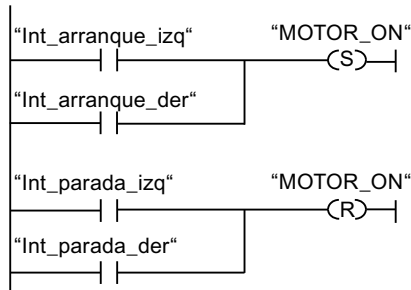 “Int_arranque_izq“ “MOTOR_ON“
S
“Int_arranque_der“
“Int_parada_izq“ “MOTOR_ON“
R
“Int_parada_der“